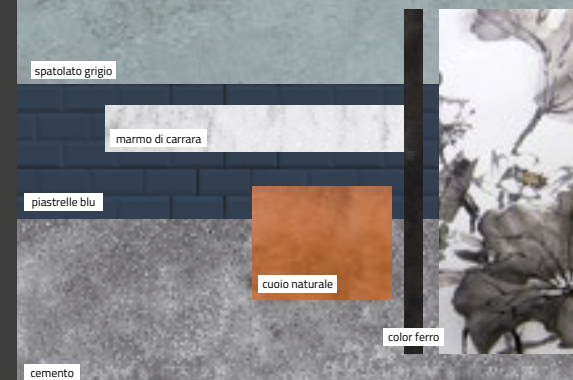 spatolato grigio
marmo di carrara
piastrelle blu
cuoio naturale
color ferro
cemento